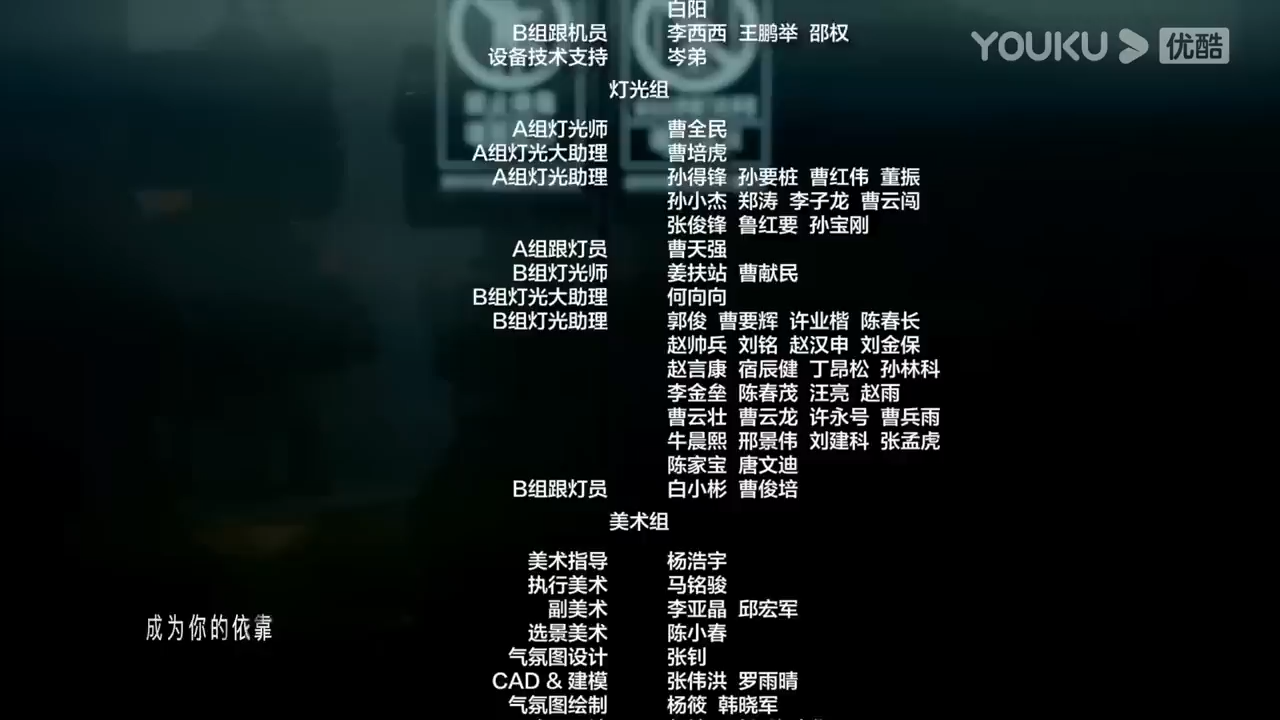 白阳
B组跟机员 李西西 王鹏举 邵权
YOUKU 优酷
设备技术支持 岑弟
灯光组
A组灯光师 曹全民
A组灯光大助理 曹培虎
A组灯光助理 孙得锋 孙要桩 曹红伟 董振
孙小杰 郑涛 李子龙 曹云闯
张俊锋 鲁红要 孙宝刚
A组跟灯员 曹天强
B组灯光师 姜扶站 曹献民
B组灯光大助理 何向向
B组灯光助理 郭俊 曹要辉 许业楷 陈春长
赵帅兵 刘铭 赵汉申 刘金保
赵言康 宿辰健 丁昂松 孙林科
李金垒 陈春茂 汪亮 赵雨
曹云壮 曹云龙 许永号 曹兵雨
牛晨熙 邢景伟 刘建科 张孟虎
陈家宝 唐文迪
B组跟灯员 白小彬 曹俊培
美术组
美术指导 杨浩宇
执行美术 马铭骏
副美术 李亚晶 邱宏军
选景美术 陈小春
成为你的依靠
气氛图设计 张钊
CAD & 建模 张伟洪 罗雨晴
气氛图绘制 杨筱 韩晓军